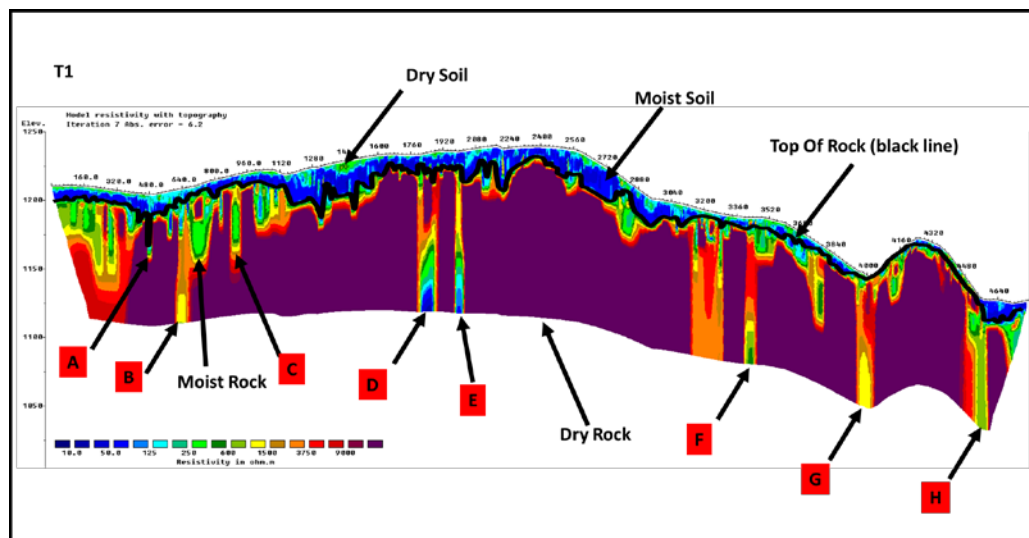 T1
Dry Soil
Moist Soil
Top Of Rock (black line)
Model resistivity with topography
Iteration 7 Abs. error = 6.2
Elev.
1250
1200
1150
1100
1050
160.0 320.0 480.0 640.0 800.0 960.0 1120 1280 1600 1760 1920 2080 2240 2400 2560 2720 2880 3040 3200 3360 3520 3840 4000 4160 4320 4480 4640
A
B
Moist Rock
C
D
E
Dry Rock
F
G
H
10.0 50.0 125 250 600 1500 3750 9000
Resistivity in ohm.m